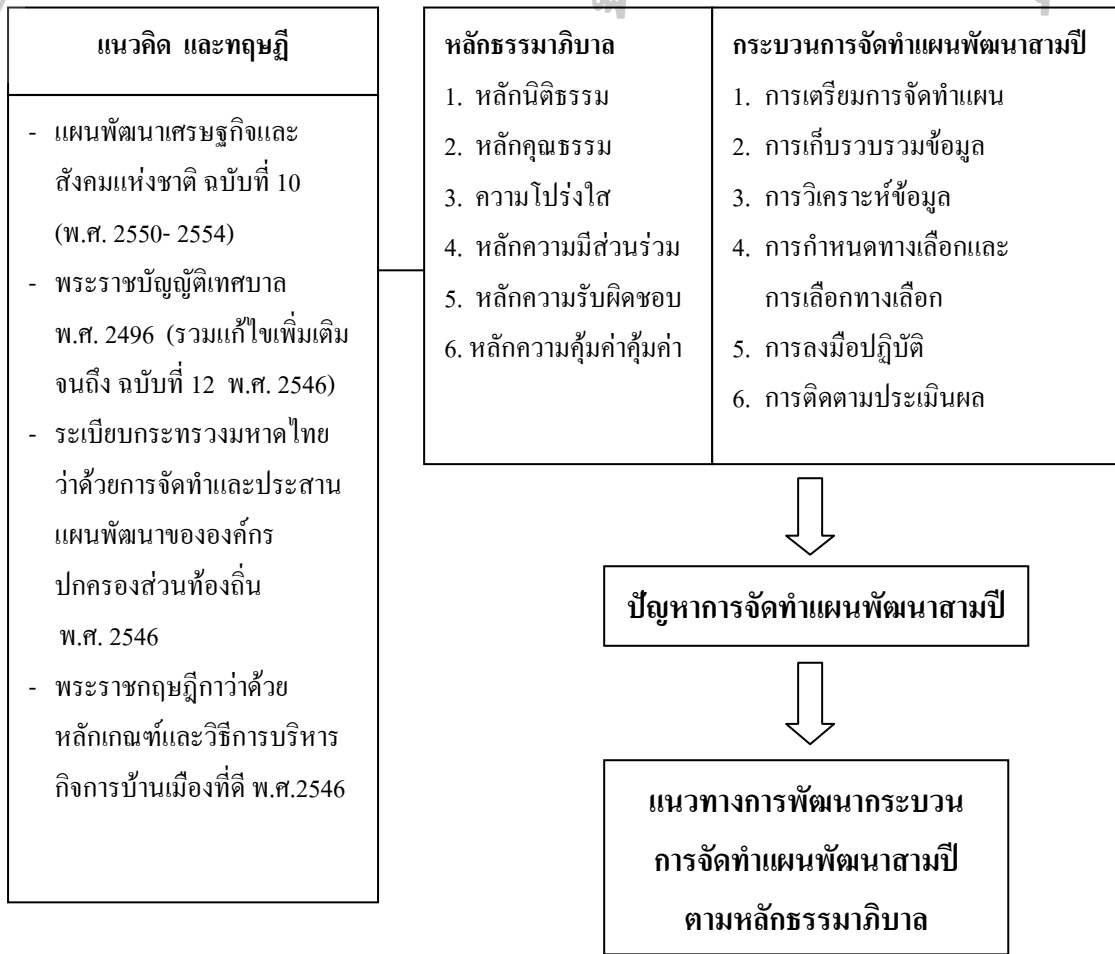 แนวคิด และทฤษฎี
- แผนพัฒนาเศรษฐกิจและ
สังคมแห่งชาติ ฉบับที่ 10
(พ.ศ. 2550- 2554)
- พระราชบัญญัติเทศบาล
พ.ศ. 2496 (รวมแก้ไขเพิ่มเติม
จนถึง ฉบับที่ 12 พ.ศ. 2546)
- ระเบียบกระทรวงมหาดไทย
ว่าด้วยการจัดทำและประสาน
แผนพัฒนาขององค์กร
ปกครองส่วนท้องถิ่น
พ.ศ. 2546
- พระราชกฤษฎีกาว่าด้วย
หลักเกณฑ์และวิธีการบริหาร
กิจการบ้านเมืองที่ดี พ.ศ.2546
หลักธรรมาภิบาล
1. หลักนิติธรรม
2. หลักคุณธรรม
3. ความโปร่งใส
4. หลักความมีส่วนร่วม
5. หลักความรับผิดชอบ
6. หลักความคุ้มค่าคุ้มค่า
กระบวนการจัดทำแผนพัฒนาสามปี
1. การเตรียมการจัดทำแผน
2. การเก็บรวบรวมข้อมูล
3. การวิเคราะห์ข้อมูล
4. การกำหนดทางเลือกและ
การเลือกทางเลือก
5. การลงมือปฏิบัติ
6. การติดตามประเมินผล
ปัญหาการจัดทำแผนพัฒนาสามปี
แนวทางการพัฒนากระบวน
การจัดทำแผนพัฒนาสามปี
ตามหลักธรรมาภิบาล